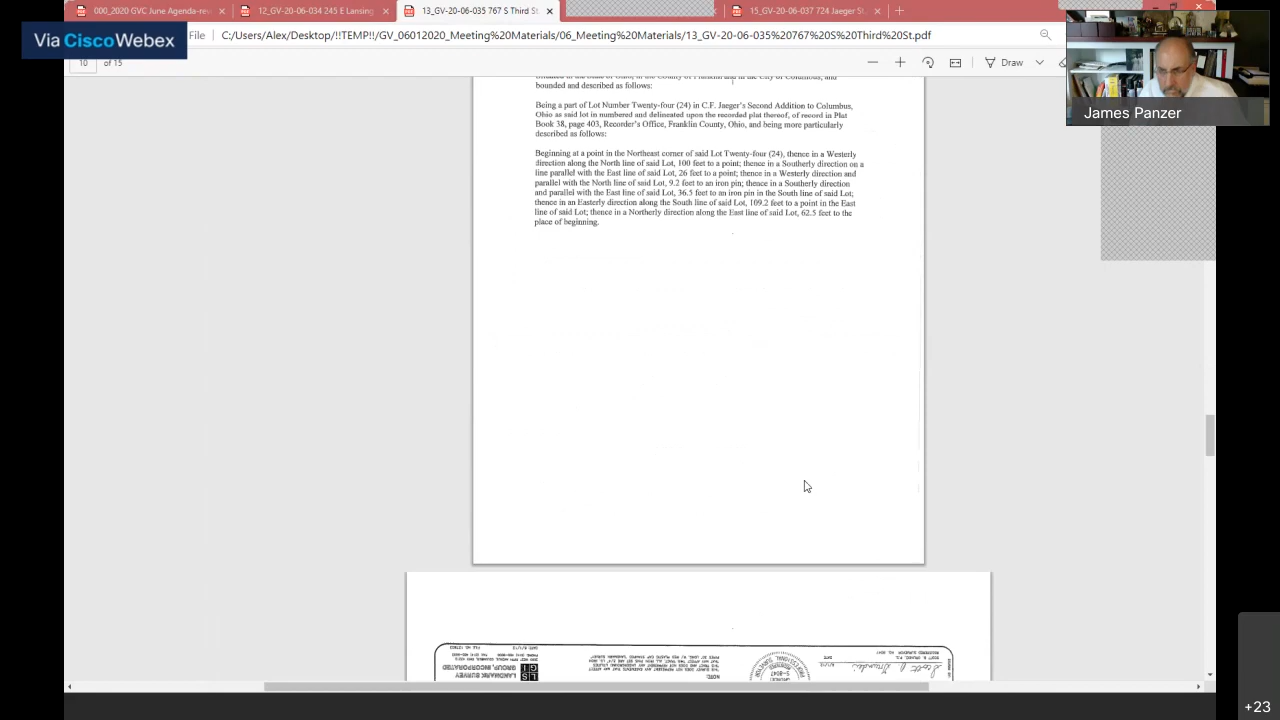 000_2020 GVC June Agenda-rev
12_GV-20-06-034 245 E Lansing
13_GV-20-06-035 767 S Third St.
15_GV-20-06-037 724 Jaeger St
Via Cisco Webex
File
C:/Users/Alex/Desktop/!!TEMP!!/GV_0001_3_Meeting%20Materials/06_Meeting%20Materials/13_GV-20-06-035%20767%20S%20Third%20St.pdf
10 of 15
Draw
James Panzer
bounded and described as follows:
Being a part of Lot Number Twenty-four (24) in C.F. Jaeger's Second Addition to Columbus,
Ohio as said lot in numbered and delineated upon the recorded plat thereof, of record in Plat
Book 38, page 403, Recorder's Office, Franklin County, Ohio, and being more particularly
described as follows:
Beginning at a point in the Northeast corner of said Lot Twenty-four (24), thence in a Westerly
direction along the North line of said Lot, 100 feet to a point; thence in a Southerly direction on a
line parallel with the East line of said Lot, 26 feet to a point; thence in a Westerly direction and
parallel with the North line of said Lot, 9.2 feet to an iron pin; thence in a Southerly direction
and parallel with the East line of said Lot, 36.5 feet to an iron pin in the South line of said Lot;
thence in an Easterly direction along the South line of said Lot, 109.2 feet to a point in the East
line of said Lot; thence in a Northerly direction along the East line of said Lot, 62.5 feet to the
place of beginning.
NOTE:
LANDMARK SURVEY
GROUP, INCORPORATED
+23